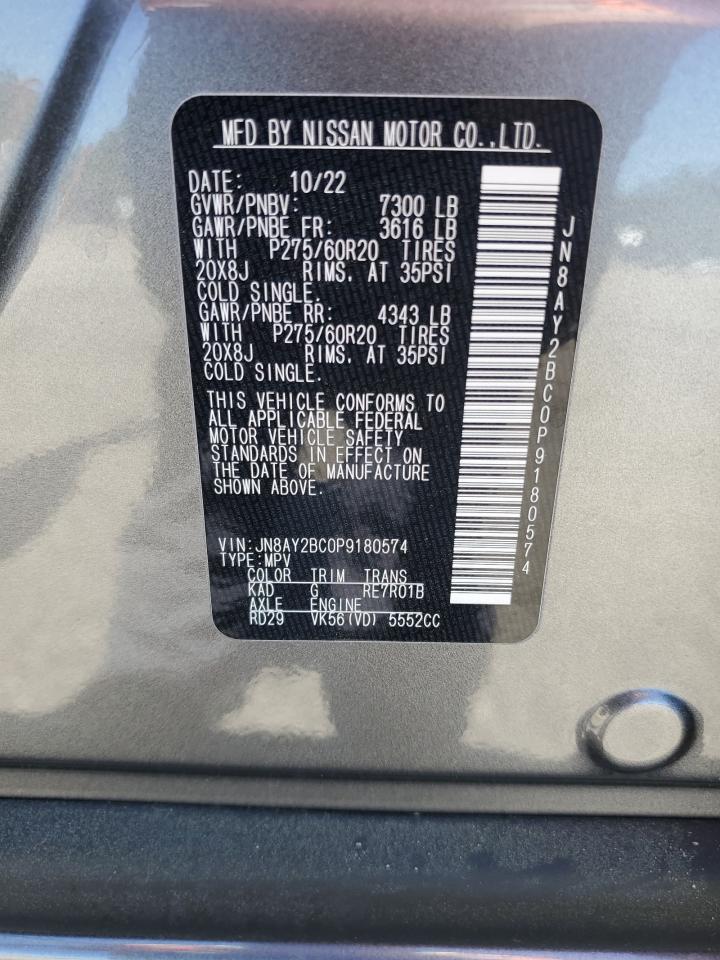 MFD BY NISSAN MOTOR CO.,LTD.
DATE: 10/22
GVWR/PNBV: 7300 LB
GAWR/PNBE FR: 3616 LB
WITH P275/60R20 TIRES
20X8J RIMS, AT 35PSI
COLD SINGLE.
GAWR/PNBE RR: 4343 LB
WITH P275/60R20 TIRES
20X8J RIMS, AT 35PSI
COLD SINGLE.
THIS VEHICLE CONFORMS TO
ALL APPLICABLE FEDERAL
MOTOR VEHICLE SAFETY
STANDARDS IN EFFECT ON
THE DATE OF MANUFACTURE
SHOWN ABOVE.
VIN:JN8AY2BC0P9180574
TYPE:MPV
COLOR TRIM TRANS
KAD G RE7R01B
AXLE ENGINE
RD29 VK56(VD) 5552CC
JN8AY2BC0P9180574